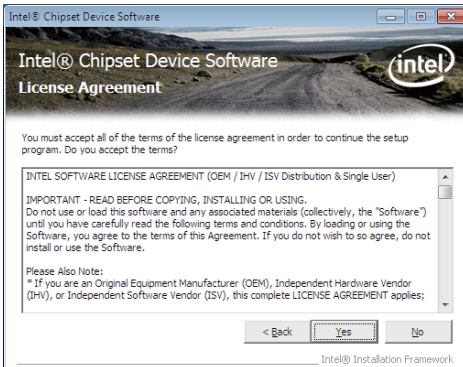 Intel® Chipset Device Software
Intel® Chipset Device Software
License Agreement
intel
You must accept all of the terms of the license agreement in order to continue the setup
program. Do you accept the terms?
INTEL SOFTWARE LICENSE AGREEMENT (OEM / IHV / ISV Distribution & Single User)
IMPORTANT - READ BEFORE COPYING, INSTALLING OR USING.
Do not use or load this software and any associated materials (collectively, the "Software")
until you have carefully read the following terms and conditions. By loading or using the
Software, you agree to the terms of this Agreement. If you do not wish to so agree, do not
install or use the Software.
Please Also Note:
* If you are an Original Equipment Manufacturer (OEM), Independent Hardware Vendor
(IHV), or Independent Software Vendor (ISV), this complete LICENSE AGREEMENT applies;
< Back Yes No
Intel® Installation Framework